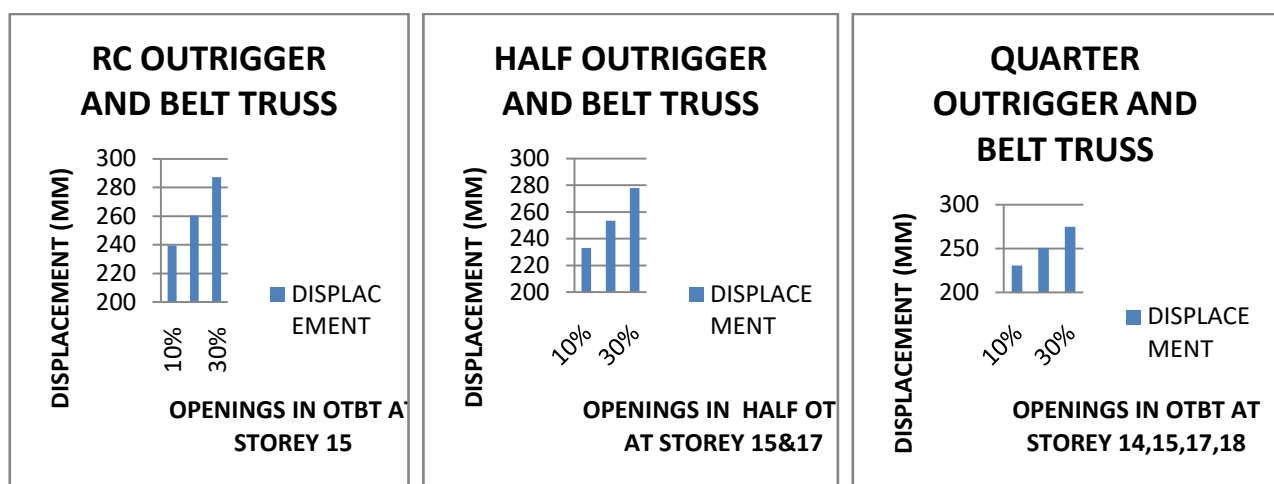 RC OUTRIGGER
AND BELT TRUSS
DISPLACEMENT (MM)
300
280
260
240
220
200
10%
30%
DISPLAC
EMENT
OPENINGS IN OTBT AT
STOREY 15
HALF OUTRIGGER
AND BELT TRUSS
DISPLACEMENT (MM)
300
280
260
240
220
200
10%
30%
DISPLACE
MENT
OPENINGS IN HALF OT
AT STOREY 15&17
QUARTER
OUTRIGGER AND
BELT TRUSS
DISPLACEMENT (MM)
300
250
200
10%
30%
DISPLACE
MENT
OPENINGS IN OTBT AT
STOREY 14,15,17,18